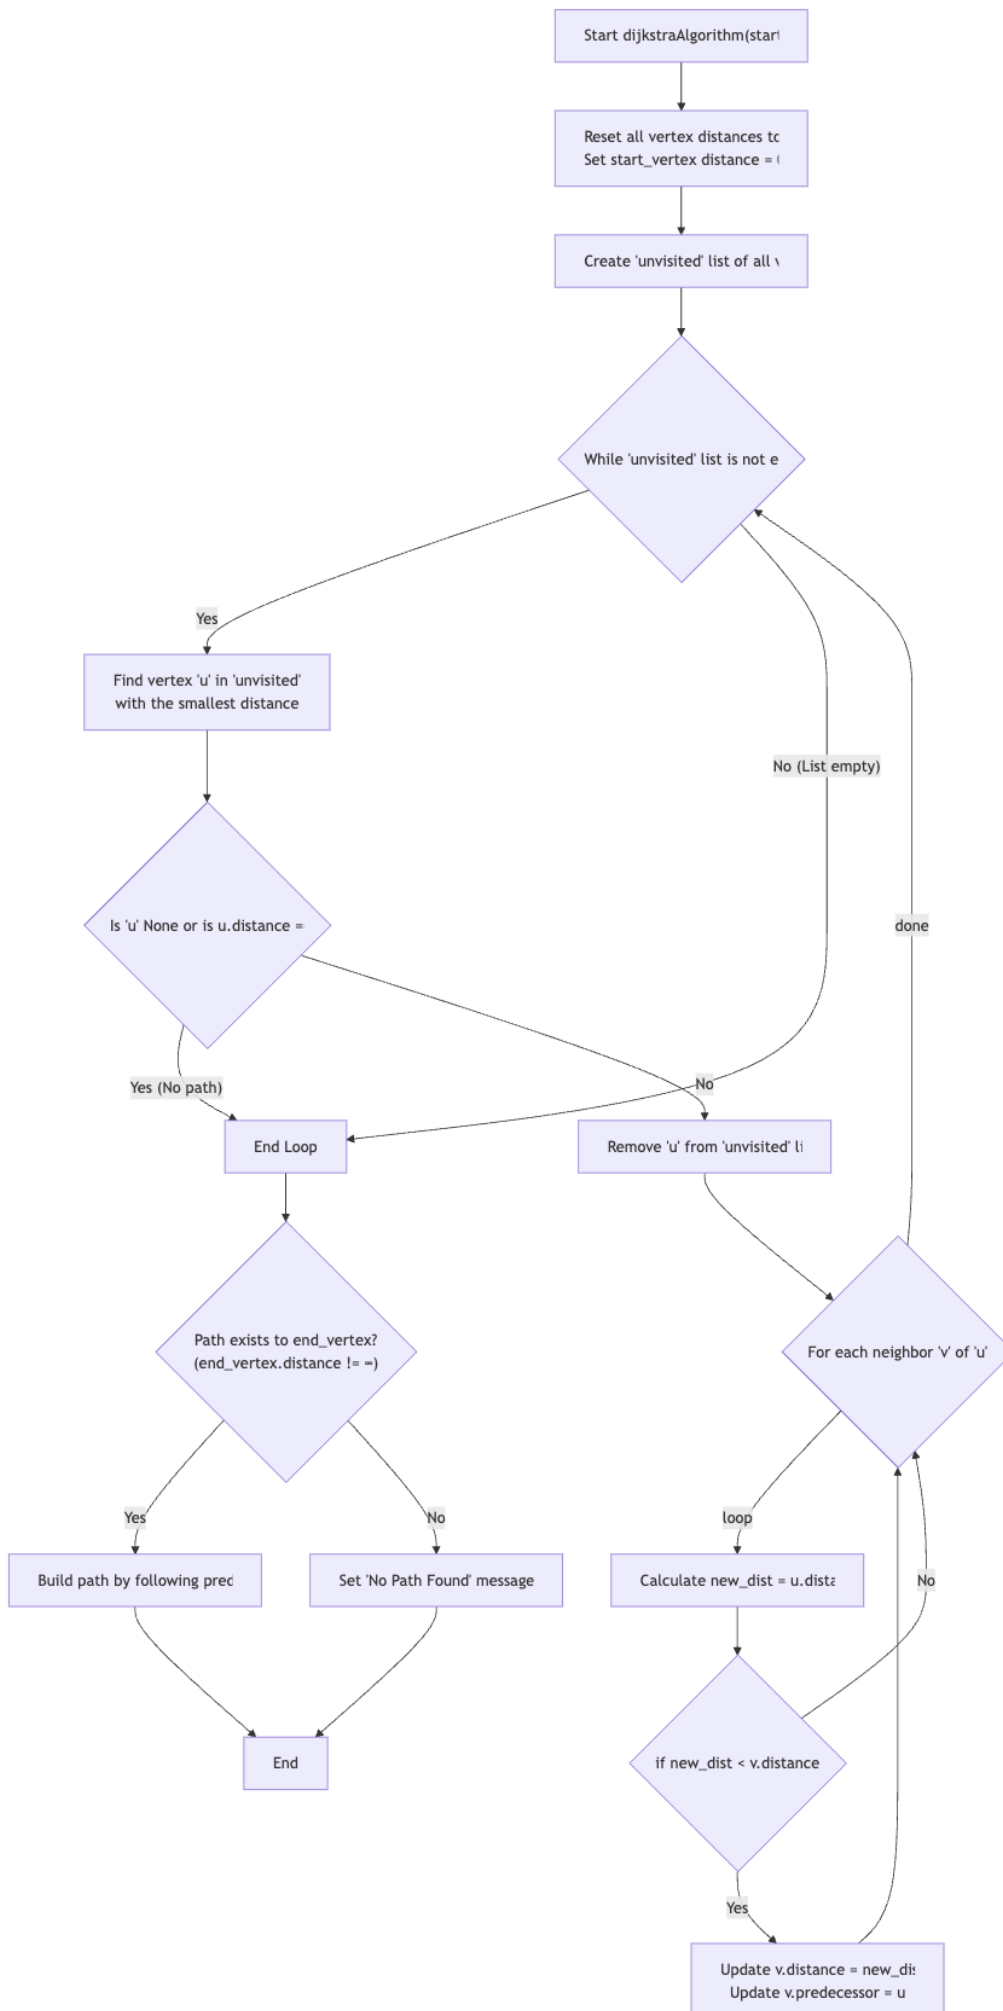 Start dijkstraAlgorithm(start
Reset all vertex distances to
Set start_vertex distance =
Create 'unvisited' list of all
While 'unvisited' list is not e
Yes
Find vertex 'u' in 'unvisited'
with the smallest distance
No (List empty)
Is 'u' None or is u.distance =
done
Yes (No path)
No
End Loop
Remove 'u' from 'unvisited' li
Path exists to end_vertex?
(end_vertex.distance != ∞)
For each neighbor 'v' of 'u'
Yes
No
loop
Build path by following pred
Set 'No Path Found' message
Calculate new_dist = u.dista
No
End
if new_dist < v.distance
Yes
Update v.distance = new_dis
Update v.predecessor = u